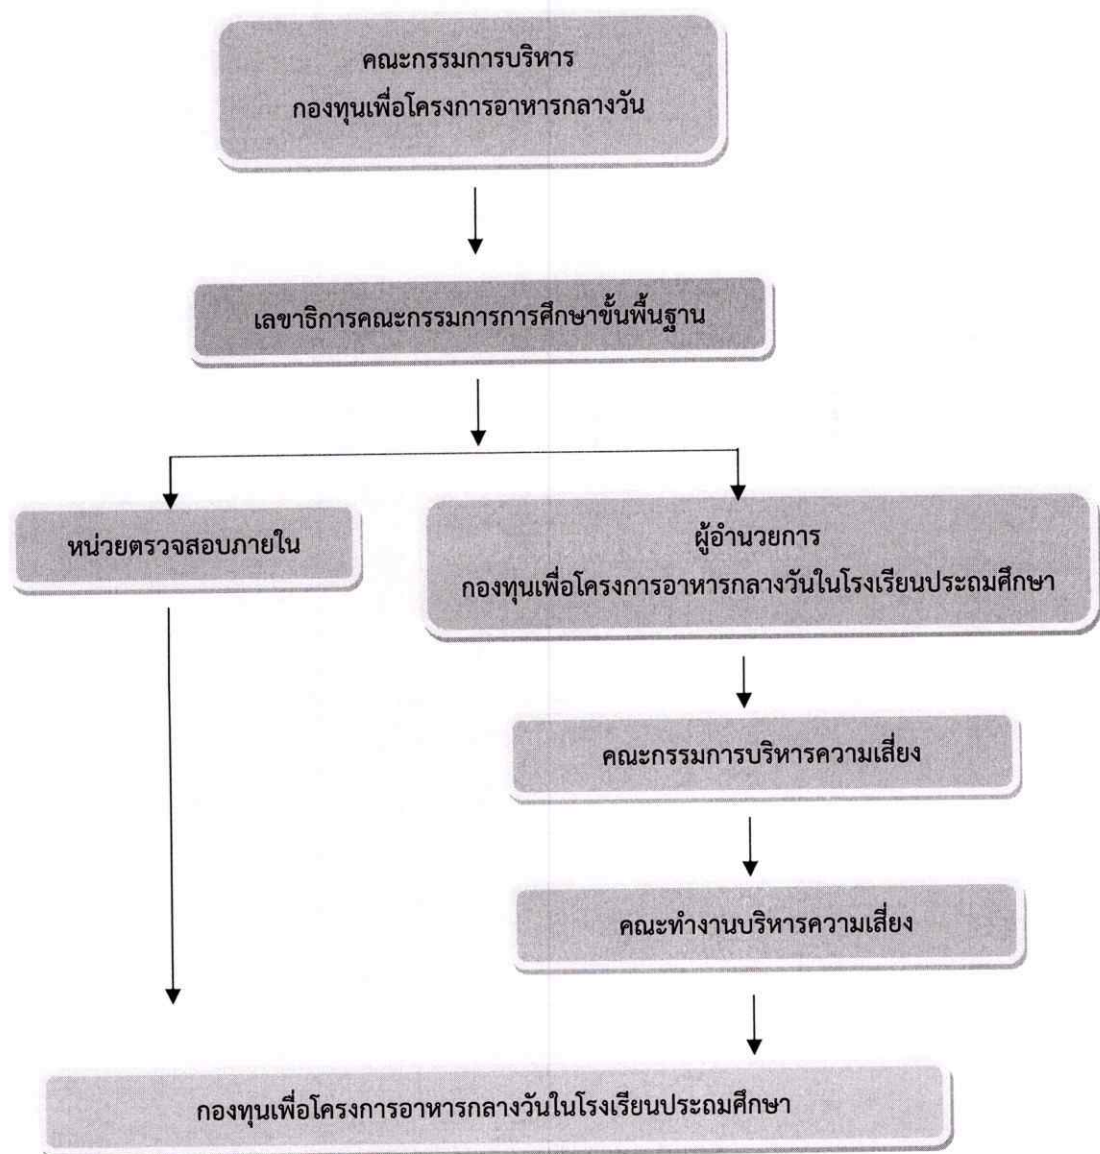 คณะกรรมการบริหาร
กองทุนเพื่อโครงการอาหารกลางวัน
เลขาธิการคณะกรรมการการศึกษาขั้นพื้นฐาน
หน่วยตรวจสอบภายใน
ผู้อำนวยการ
กองทุนเพื่อโครงการอาหารกลางวันในโรงเรียนประถมศึกษา
คณะกรรมการบริหารความเสี่ยง
คณะทำงานบริหารความเสี่ยง
กองทุนเพื่อโครงการอาหารกลางวันในโรงเรียนประถมศึกษา